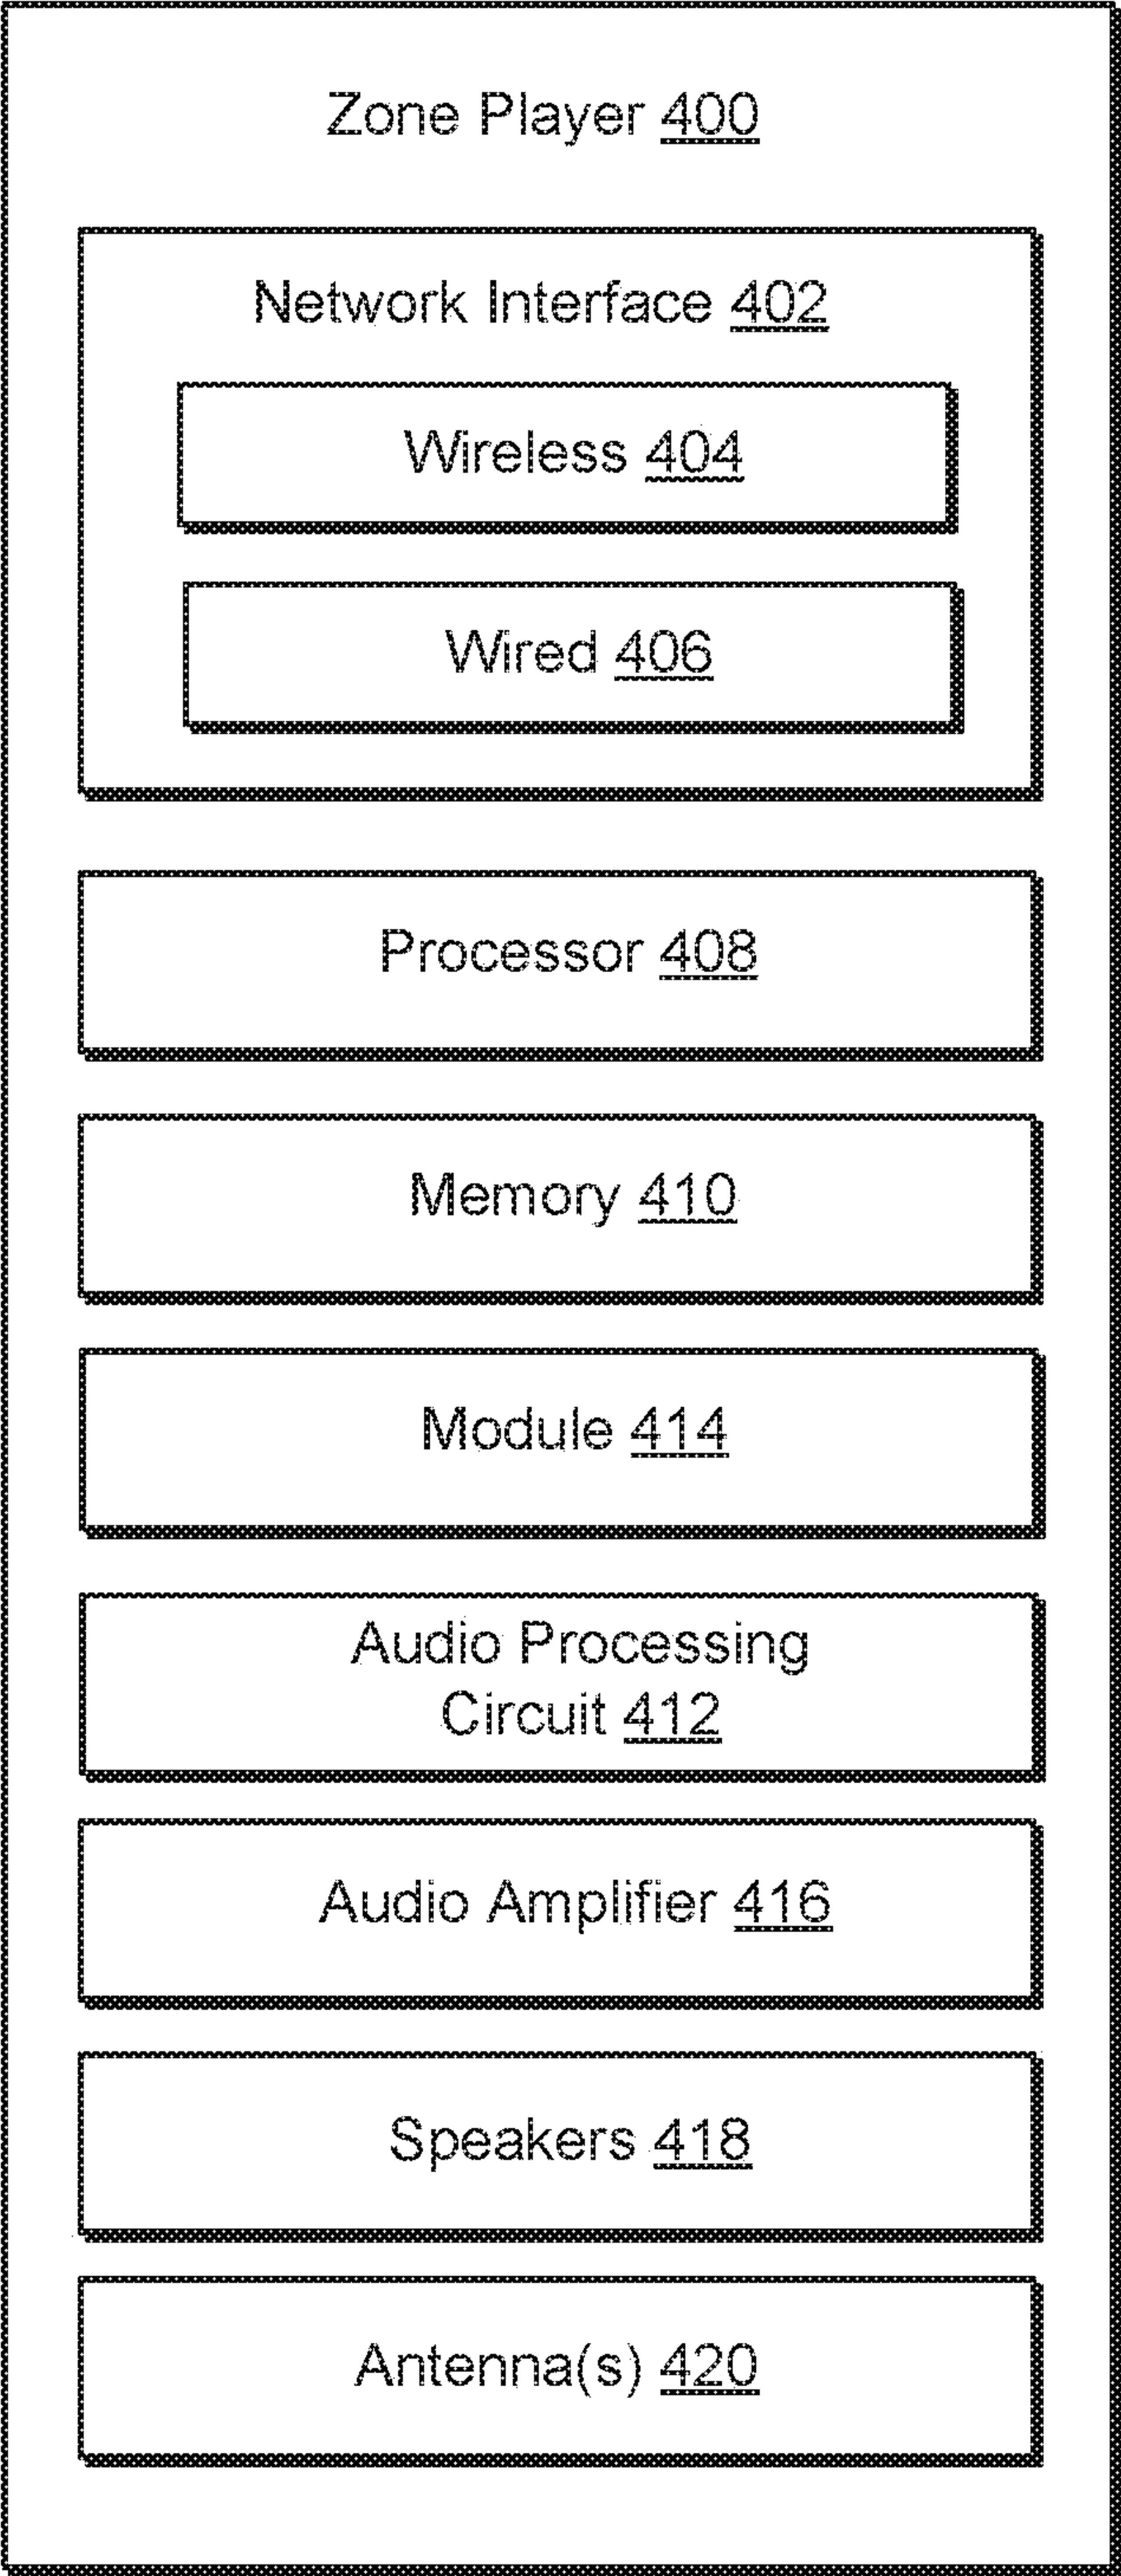 Zone Player 400
Network Interface 402
Wireless 404
Wired 406
Processor 408
Memory 410
Module 414
Audio Processing
Circuit 412
Audio Amplifier 416
Speakers 418
Antenna(s) 420